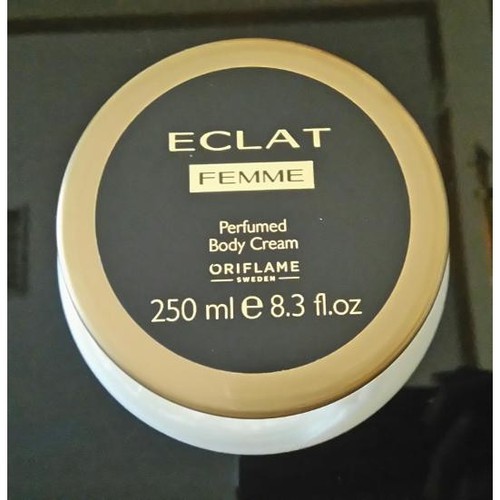 ECLAT
FEMME
Perfumed
Body Cream
ORIFLAME
SWEDEN
250 ml e 8.3 fl.oz